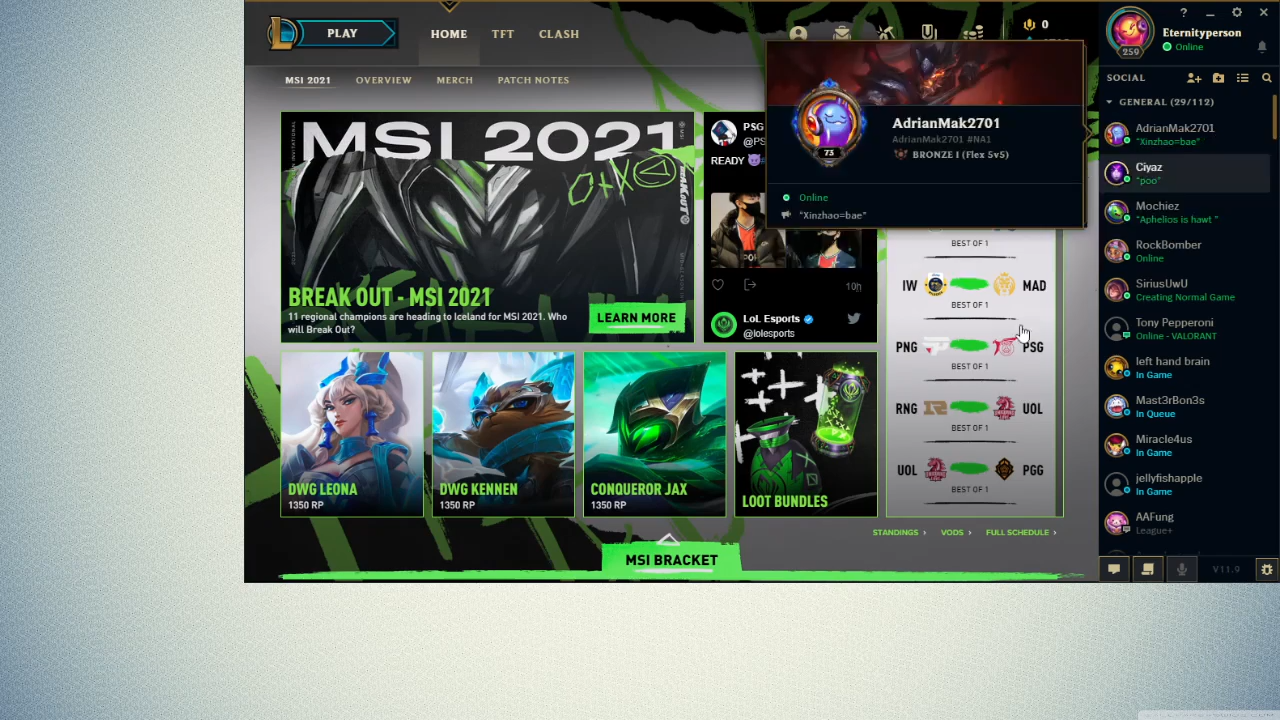 PLAY
HOME
TFT
CLASH
0
MSI 2021
OVERVIEW
MERCH
PATCH NOTES
MSI 2021
BREAK OUT - MSI 2021
11 regional champions are heading to Iceland for MSI 2021. Who
will Break Out?
LEARN MORE
PSG
@PS
READY 😈#
10h
LoL Esports
@lolesports
AdrianMak2701
AdrianMak2701 #NA1
BRONZE I (Flex 5v5)
73
Online
"Xinzhao=bae"
BEST OF 1
IW MAD
BEST OF 1
PNG PSG
BEST OF 1
RNG UOL
BEST OF 1
UOL PGG
BEST OF 1
DWG LEONA
1350 RP
DWG KENNEN
1350 RP
CONQUEROR JAX
1350 RP
LOOT BUNDLES
STANDINGS >
VODS >
FULL SCHEDULE >
MSI BRACKET
Eternityperson
Online
259
SOCIAL
GENERAL (29/112)
AdrianMak2701
"Xinzhao=bae"
Ciyaz
"poo"
Mochiez
"Aphelios is hawt "
RockBomber
Online
SiriusUwU
Creating Normal Game
Tony Pepperoni
Online - VALORANT
left hand brain
In Game
Mast3rBon3s
In Queue
Miracle4us
In Game
jellyfishapple
In Game
AAFung
League+
V11.9